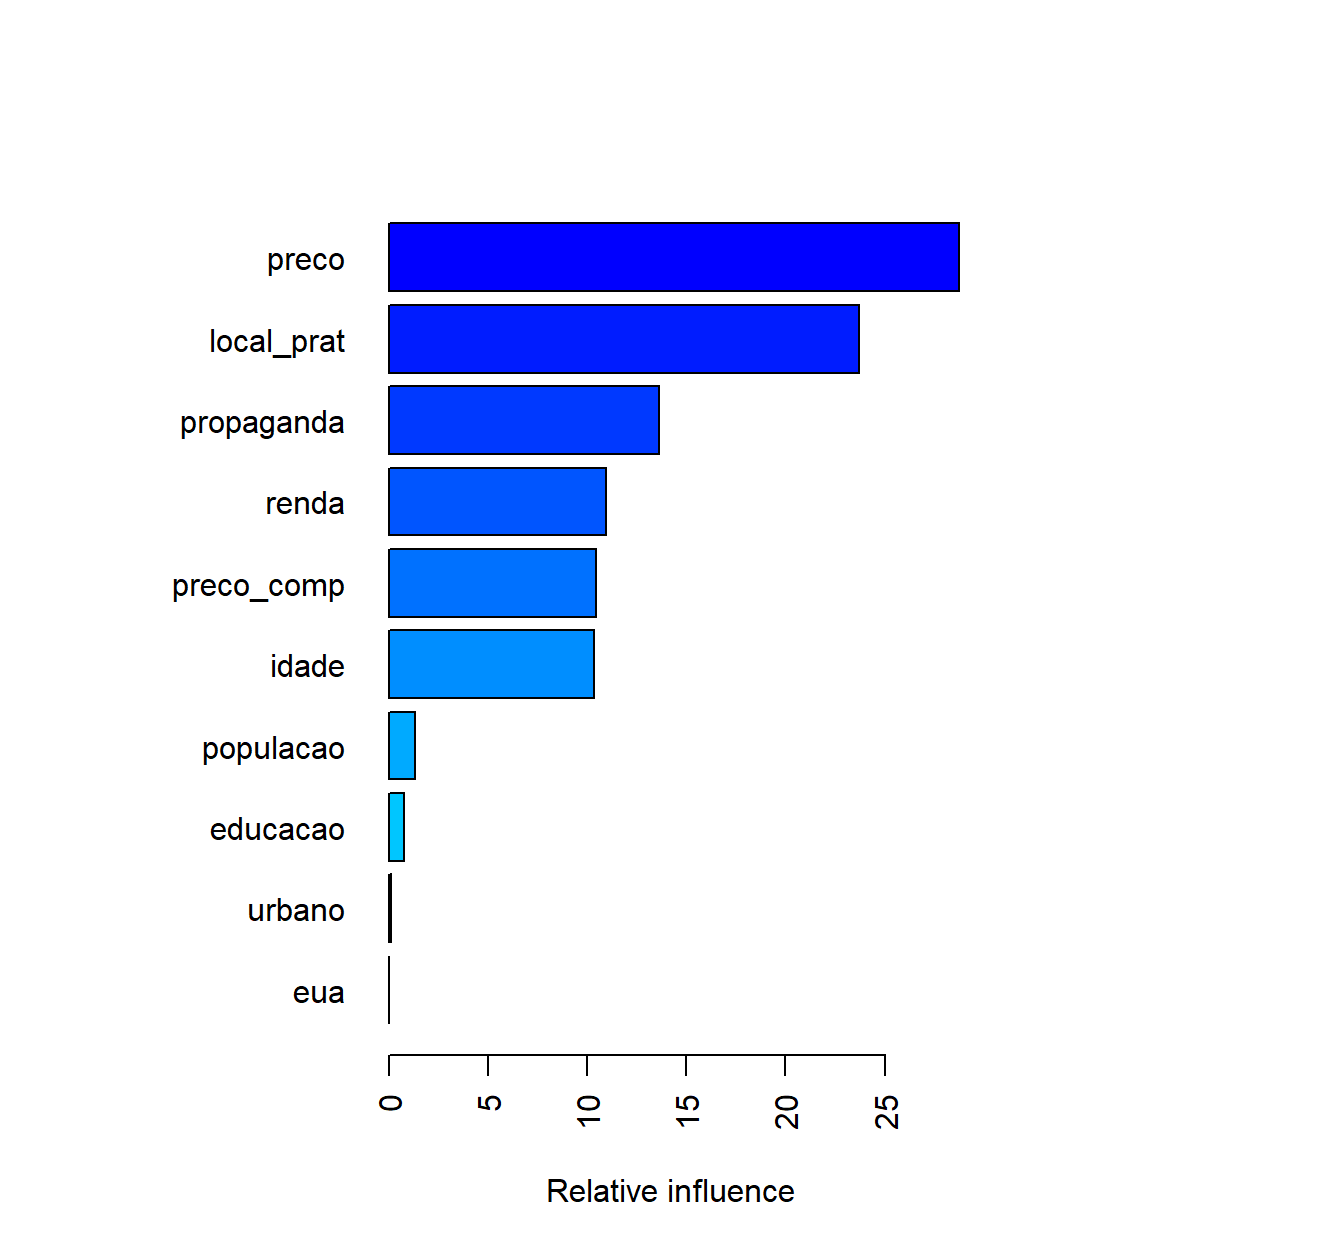 preco
local_prat
propaganda
renda
preco_comp
idade
populacao
educacao
urbano
eua
0 5 10 15 20 25
Relative influence